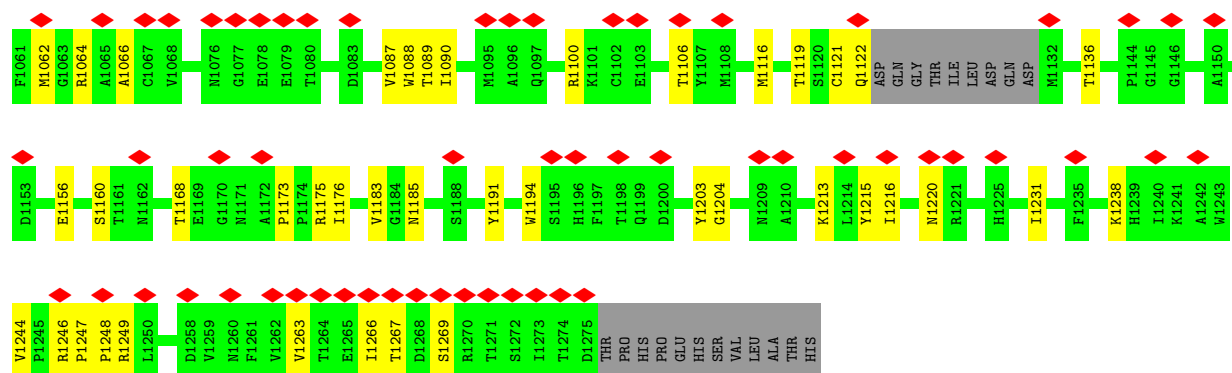 F1061 M1062 G1063 R1064 A1065 A1066 C1067 V1068 N1076 G1077 E1078 E1079 T1080 D1083 V1087 W1088 T1089 I1090 M1095 A1096 Q1097 R1100 K1101 C1102 E1103 T1106 Y1107 M1108 M1116 T1119 S1120 C1121 Q1122 ASP GLN GLY THR ILE LEU ASP GLN ASP M1132 T1136 P1144 G1145 G1146 A1150
D1153 E1156 S1160 T1161 N1162 T1168 E1169 G1170 N1171 A1172 P1173 P1174 R1175 I1176 V1183 G1184 N1185 S1188 Y1191 W1194 S1195 H1196 F1197 T1198 Q1199 D1200 Y1203 G1204 N1209 A1210 K1213 L1214 Y1215 I1216 N1220 R1221 H1225 I1231 F1235 K1238 H1239 I1240 K1241 A1242 W1243
V1244 P1245 R1246 P1247 P1248 R1249 L1250 D1258 V1259 N1260 F1261 V1262 V1263 T1264 E1265 I1266 T1267 D1268 S1269 R1270 T1271 S1272 I1273 T1274 D1275 THR PRO HIS PRO GLU HIS SER VAL LEU ALA THR HIS